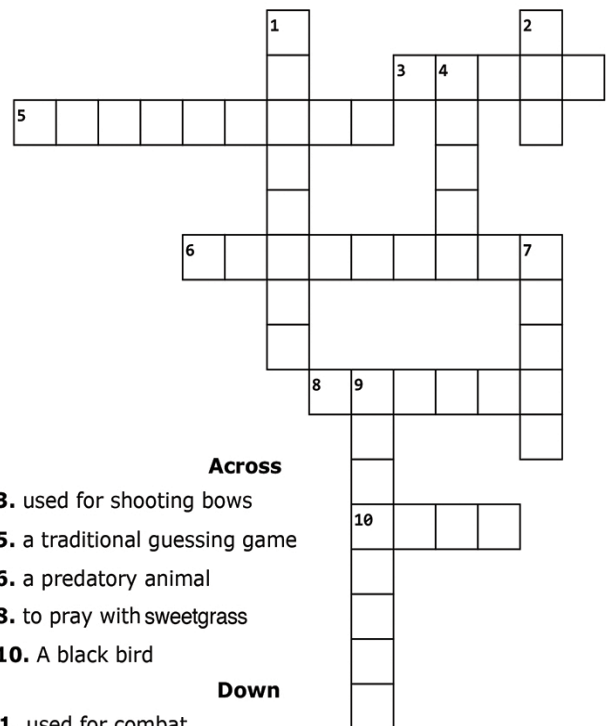 1 2
3 4
5
6 7
8 9
Across
3. used for shooting bows
10
5. a traditional guessing game
6. a predatory animal
8. to pray with sweetgrass
10. A black bird
Down
1. used for combat